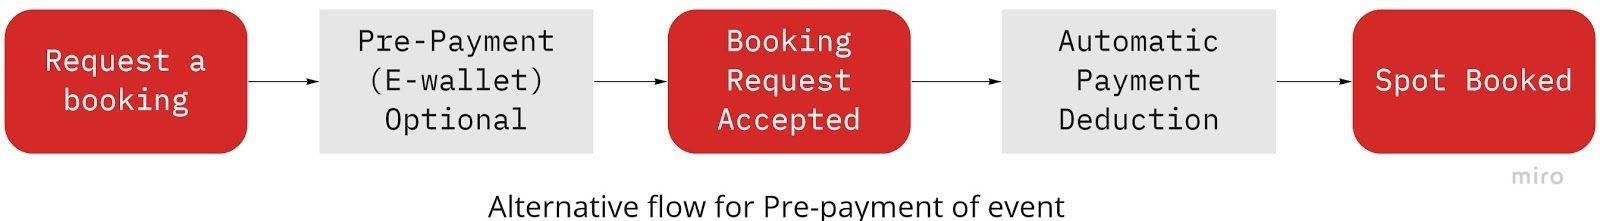 Request a
booking
Pre-Payment
(E-wallet)
Optional
Booking
Request
Accepted
Automatic
Payment
Deduction
Spot Booked
miro
Alternative flow for Pre-payment of event